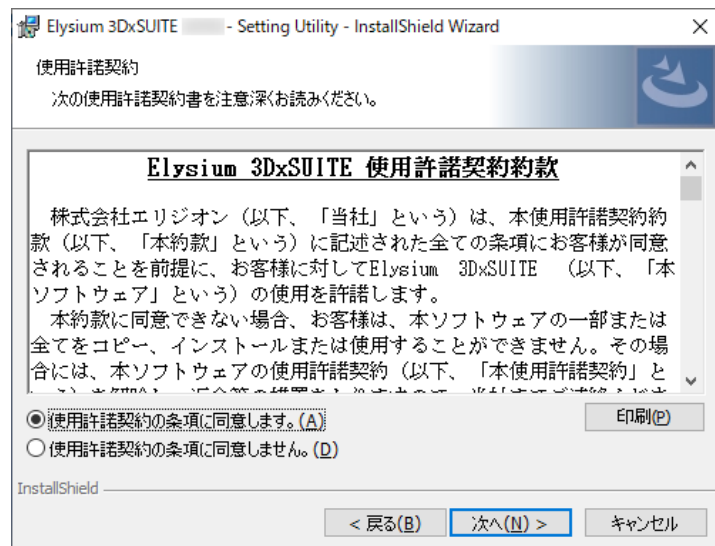 Elysium 3DxSUITE - Setting Utility - InstallShield Wizard
使用許諾契約
次の使用許諾契約書を注意深くお読みください。
Elysium 3DxSUITE 使用許諾契約約款
株式会社エリジオン（以下、「当社」という）は、本使用許諾契約約
款（以下、「本約款」という）に記述された全ての条項にお客様が同意
されることを前提に、お客様に対してElysium 3DxSUITE （以下、「本
ソフトウェア」という）の使用を許諾します。
本約款に同意できない場合、お客様は、本ソフトウェアの一部または
全てをコピー、インストールまたは使用することができません。その場
合には、本ソフトウェアの使用許諾契約（以下、「本使用許諾契約」と
使用許諾契約の条項に同意します。(A)
印刷(P)
使用許諾契約の条項に同意しません。(D)
InstallShield
< 戻る(B)
次へ(N) >
キャンセル